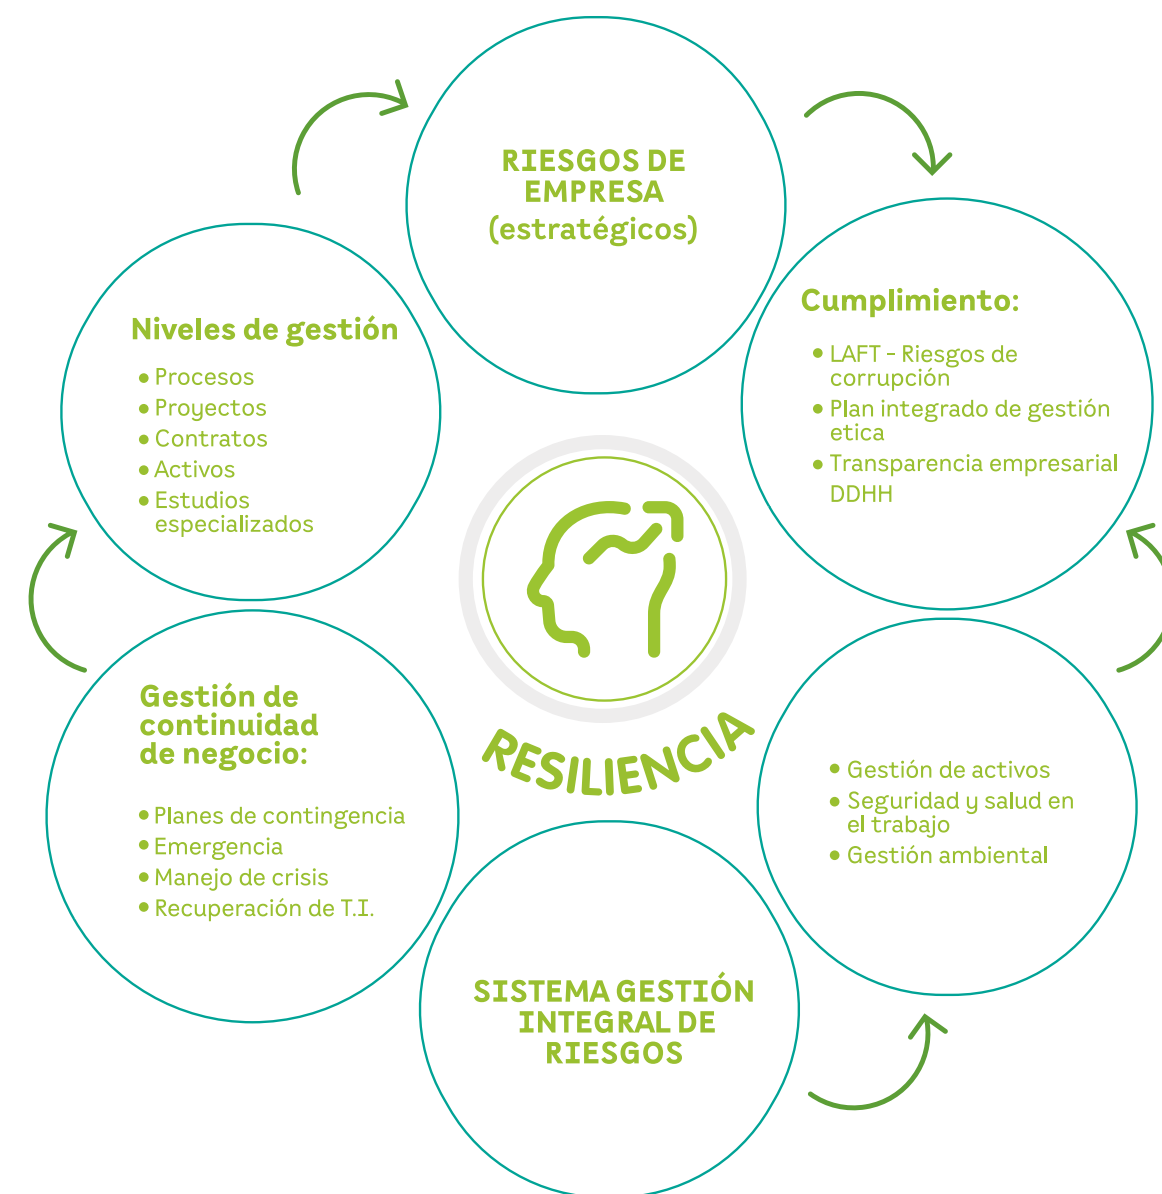 RIESGOS DE
EMPRESA
(estratégicos)
Cumplimiento:
• LAFT - Riesgos de
corrupción
• Plan integrado de gestión
etica
• Transparencia empresarial
DDHH
Niveles de gestión
• Procesos
• Proyectos
• Contratos
• Activos
• Estudios
especializados
RESILIENCIA
Gestión de
continuidad
de negocio:
• Planes de contingencia
• Emergencia
• Manejo de crisis
• Recuperación de T.I.
• Gestión de activos
• Seguridad y salud en
el trabajo
• Gestión ambiental
SISTEMA GESTIÓN
INTEGRAL DE
RIESGOS